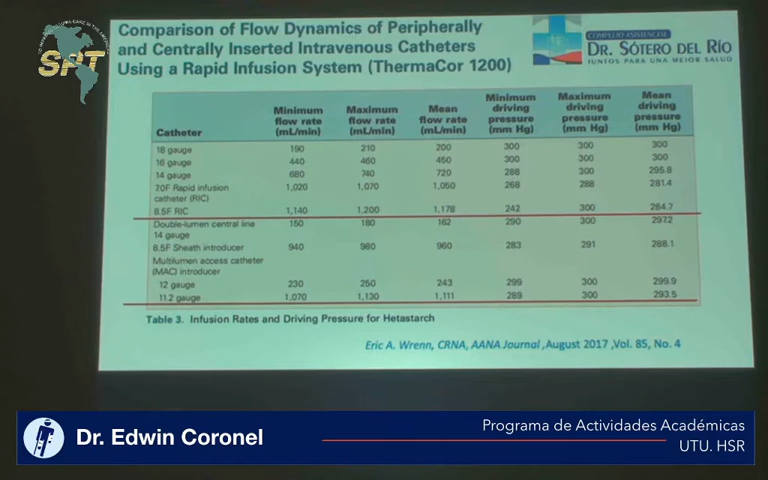 Comparison of Flow Dynamics of Peripherally
and Centrally Inserted Intravenous Catheters
Using a Rapid Infusion System (ThermaCor 1200)
SPT
COMPLEJO ASISTENCIAL
DR. SÓTERO DEL RÍO
JUNTOS PARA UNA MEJOR SALUD
Catheter Minimum flow rate (mL/min) Maximum flow rate (mL/min) Mean flow rate (mL/min) Minimum driving pressure (mm Hg) Maximum driving pressure (mm Hg) Mean driving pressure (mm Hg)
18 gauge 190 210 200 300 300 300
16 gauge 440 460 450 300 300 300
14 gauge 680 740 720 288 300 295.8
7.0F Rapid infusion 1,020 1,070 1,050 268 288 281.4
catheter (RIC)
8.5F RIC 1,140 1,200 1,178 242 300 284.7
Double-lumen central line 150 180 162 290 300 297.2
14 gauge
8.5F Sheath introducer 940 980 960 283 291 288.1
Multilumen access catheter
(MAC) introducer
12 gauge 230 250 243 299 300 299.9
11.2 gauge 1,070 1,130 1,111 289 300 293.5
Table 3. Infusion Rates and Driving Pressure for Hetastarch
Eric A. Wrenn, CRNA, AANA Journal ,August 2017 ,Vol. 85, No. 4
Dr. Edwin Coronel
Programa de Actividades Académicas
UTU. HSR